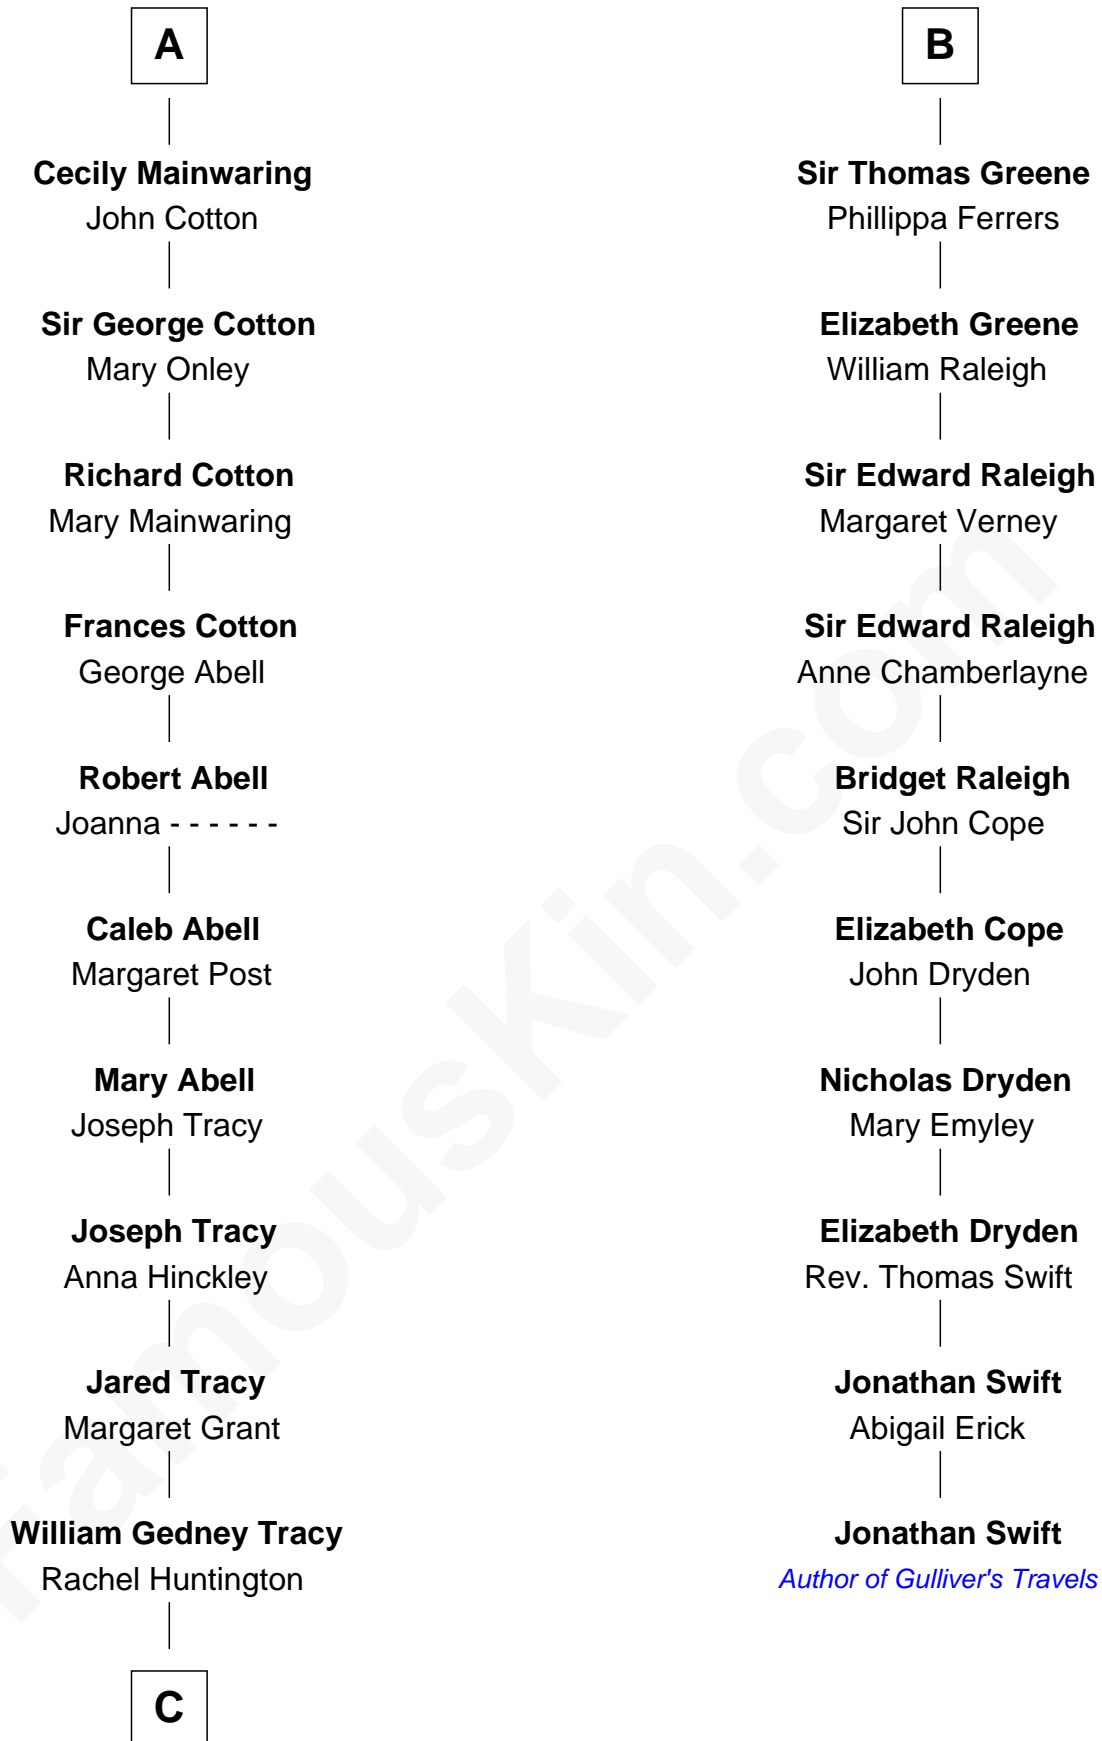 A
Cecily Mainwaring
John Cotton
Sir George Cotton
Mary Onley
Richard Cotton
Mary Mainwaring
Frances Cotton
George Abell
Robert Abell
Joanna - - - - - -
Caleb Abell
Margaret Post
Mary Abell
Joseph Tracy
Joseph Tracy
Anna Hinckley
Jared Tracy
Margaret Grant
William Gedney Tracy
Rachel Huntington
C
B
Sir Thomas Greene
Phillippa Ferrers
Elizabeth Greene
William Raleigh
Sir Edward Raleigh
Margaret Verney
Sir Edward Raleigh
Anne Chamberlayne
Bridget Raleigh
Sir John Cope
Elizabeth Cope
John Dryden
Nicholas Dryden
Mary Emyley
Elizabeth Dryden
Rev. Thomas Swift
Jonathan Swift
Abigail Erick
Jonathan Swift
Author of Gulliver's Travels
FamousKin.com